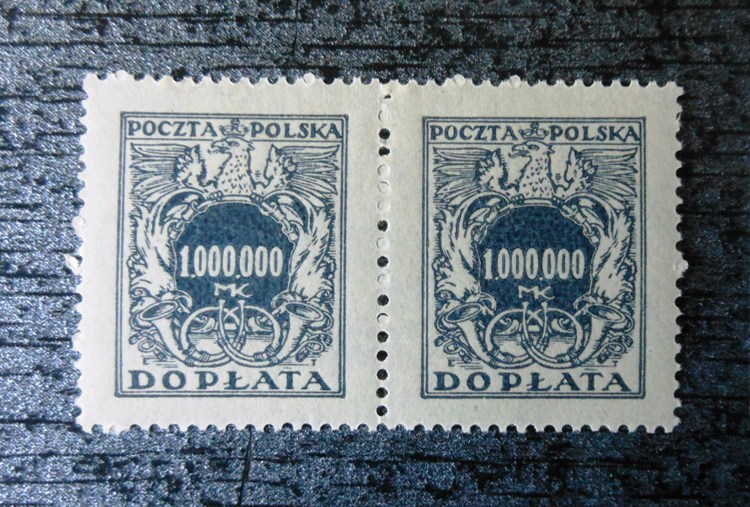 POCZTA POLSKA
1.000.000
MK
E T
DOPŁATA
POCZTA POLSKA
1.000.000
MK
E T
DOPŁATA